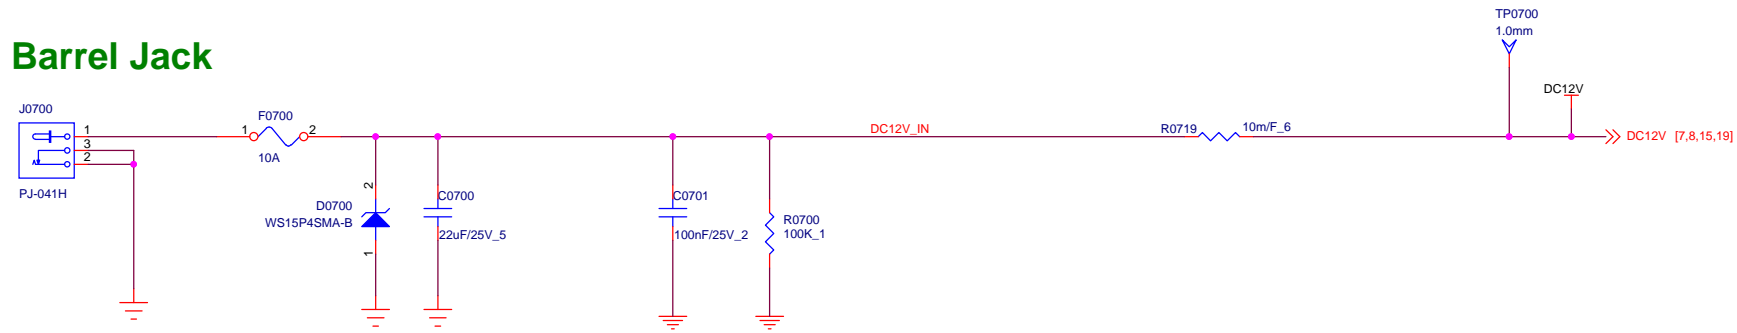 Barrel Jack
TP0700
1.0mm
DC12V
J0700
1
3
2
PJ-041H
F0700
1
2
10A
DC12V_IN
R0719
10m/F_6
DC12V [7,8,15,19]
2
D0700
WS15P4SMA-B
1
C0700
22uF/25V_5
C0701
100nF/25V_2
R0700
100K_1